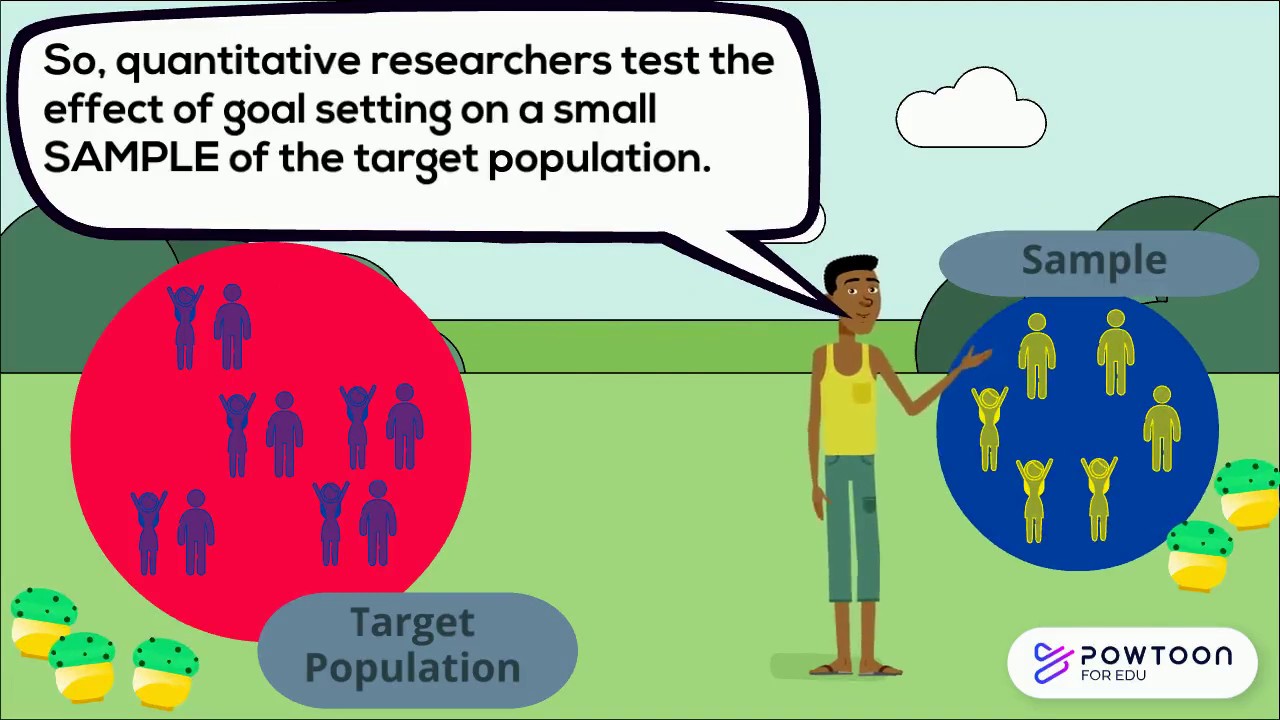 So, quantitative researchers test the
effect of goal setting on a small
SAMPLE of the target population.
Sample
Target
Population
POWTOON
FOR EDU